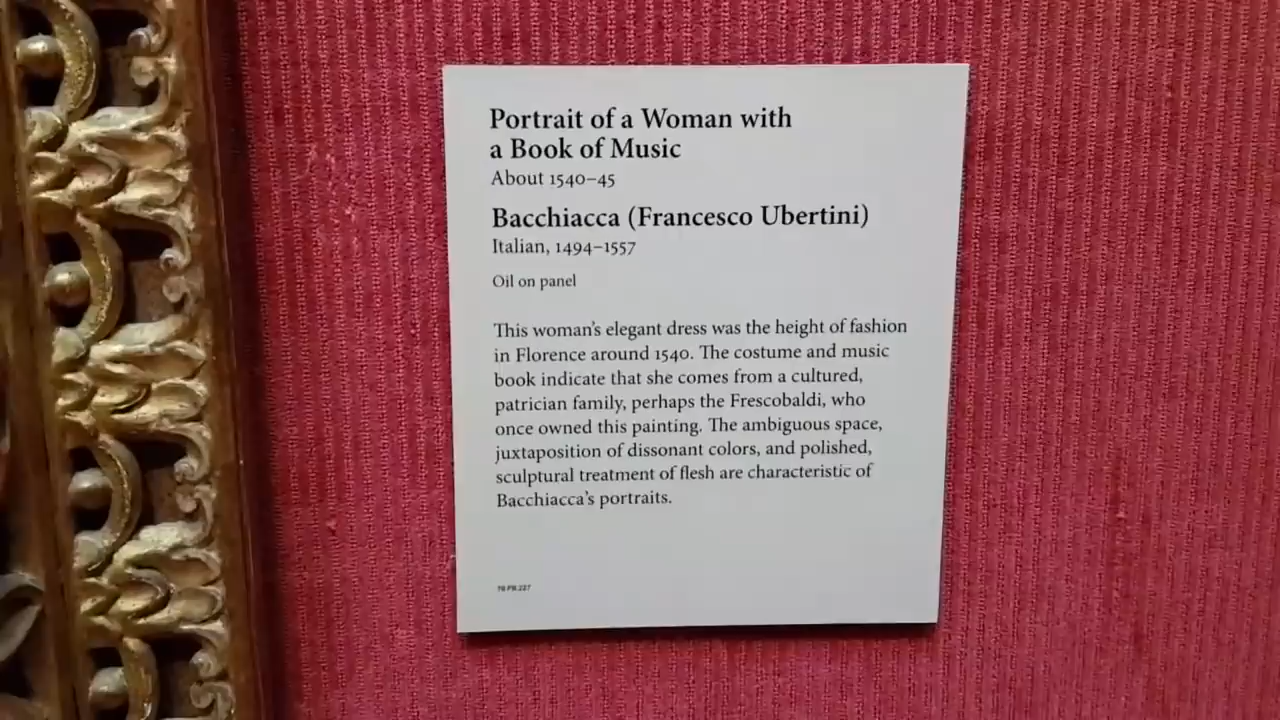 Portrait of a Woman with
a Book of Music
About 1540–45
Bacchiacca (Francesco Ubertini)
Italian, 1494–1557
Oil on panel
This woman's elegant dress was the height of fashion
in Florence around 1540. The costume and music
book indicate that she comes from a cultured,
patrician family, perhaps the Frescobaldi, who
once owned this painting. The ambiguous space,
juxtaposition of dissonant colors, and polished,
sculptural treatment of flesh are characteristic of
Bacchiacca's portraits.
78.PB.227